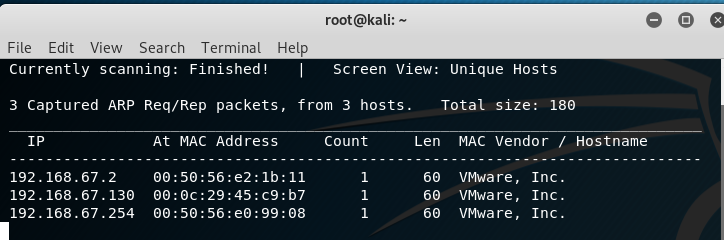 root@kali: ~
File Edit View Search Terminal Help
Currently scanning: Finished! | Screen View: Unique Hosts
3 Captured ARP Req/Rep packets, from 3 hosts. Total size: 180
_____________________________________________________________________________
IP At MAC Address Count Len MAC Vendor / Hostname
-----------------------------------------------------------------------------
192.168.67.2 00:50:56:e2:1b:11 1 60 VMware, Inc.
192.168.67.130 00:0c:29:45:c9:b7 1 60 VMware, Inc.
192.168.67.254 00:50:56:e0:99:08 1 60 VMware, Inc.